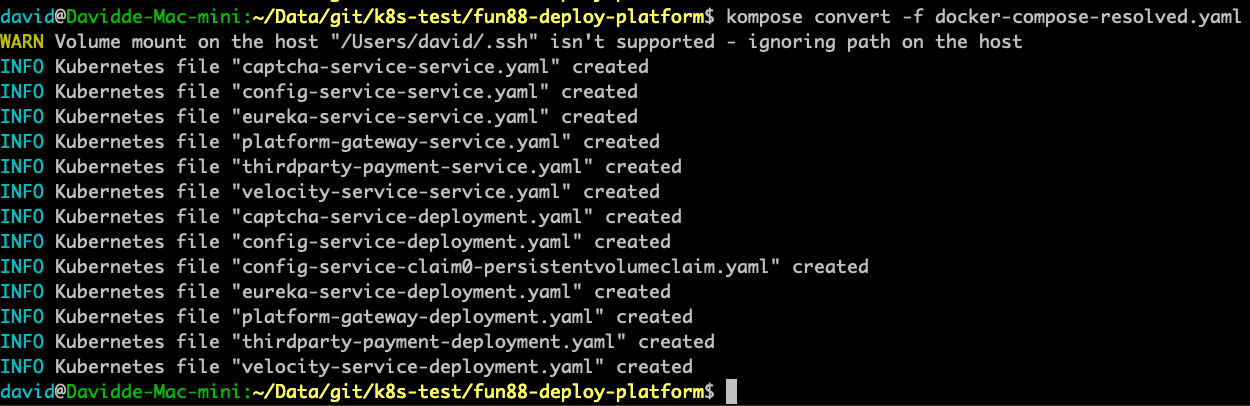 david@Davidde-Mac-mini:~/Data/git/k8s-test/fun88-deploy-platform$ kompose convert -f docker-compose-resolved.yaml
WARN Volume mount on the host "/Users/david/.ssh" isn't supported - ignoring path on the host
INFO Kubernetes file "captcha-service-service.yaml" created
INFO Kubernetes file "config-service-service.yaml" created
INFO Kubernetes file "eureka-service-service.yaml" created
INFO Kubernetes file "platform-gateway-service.yaml" created
INFO Kubernetes file "thirdparty-payment-service.yaml" created
INFO Kubernetes file "velocity-service-service.yaml" created
INFO Kubernetes file "captcha-service-deployment.yaml" created
INFO Kubernetes file "config-service-deployment.yaml" created
INFO Kubernetes file "config-service-claim0-persistentvolumeclaim.yaml" created
INFO Kubernetes file "eureka-service-deployment.yaml" created
INFO Kubernetes file "platform-gateway-deployment.yaml" created
INFO Kubernetes file "thirdparty-payment-deployment.yaml" created
INFO Kubernetes file "velocity-service-deployment.yaml" created
david@Davidde-Mac-mini:~/Data/git/k8s-test/fun88-deploy-platform$